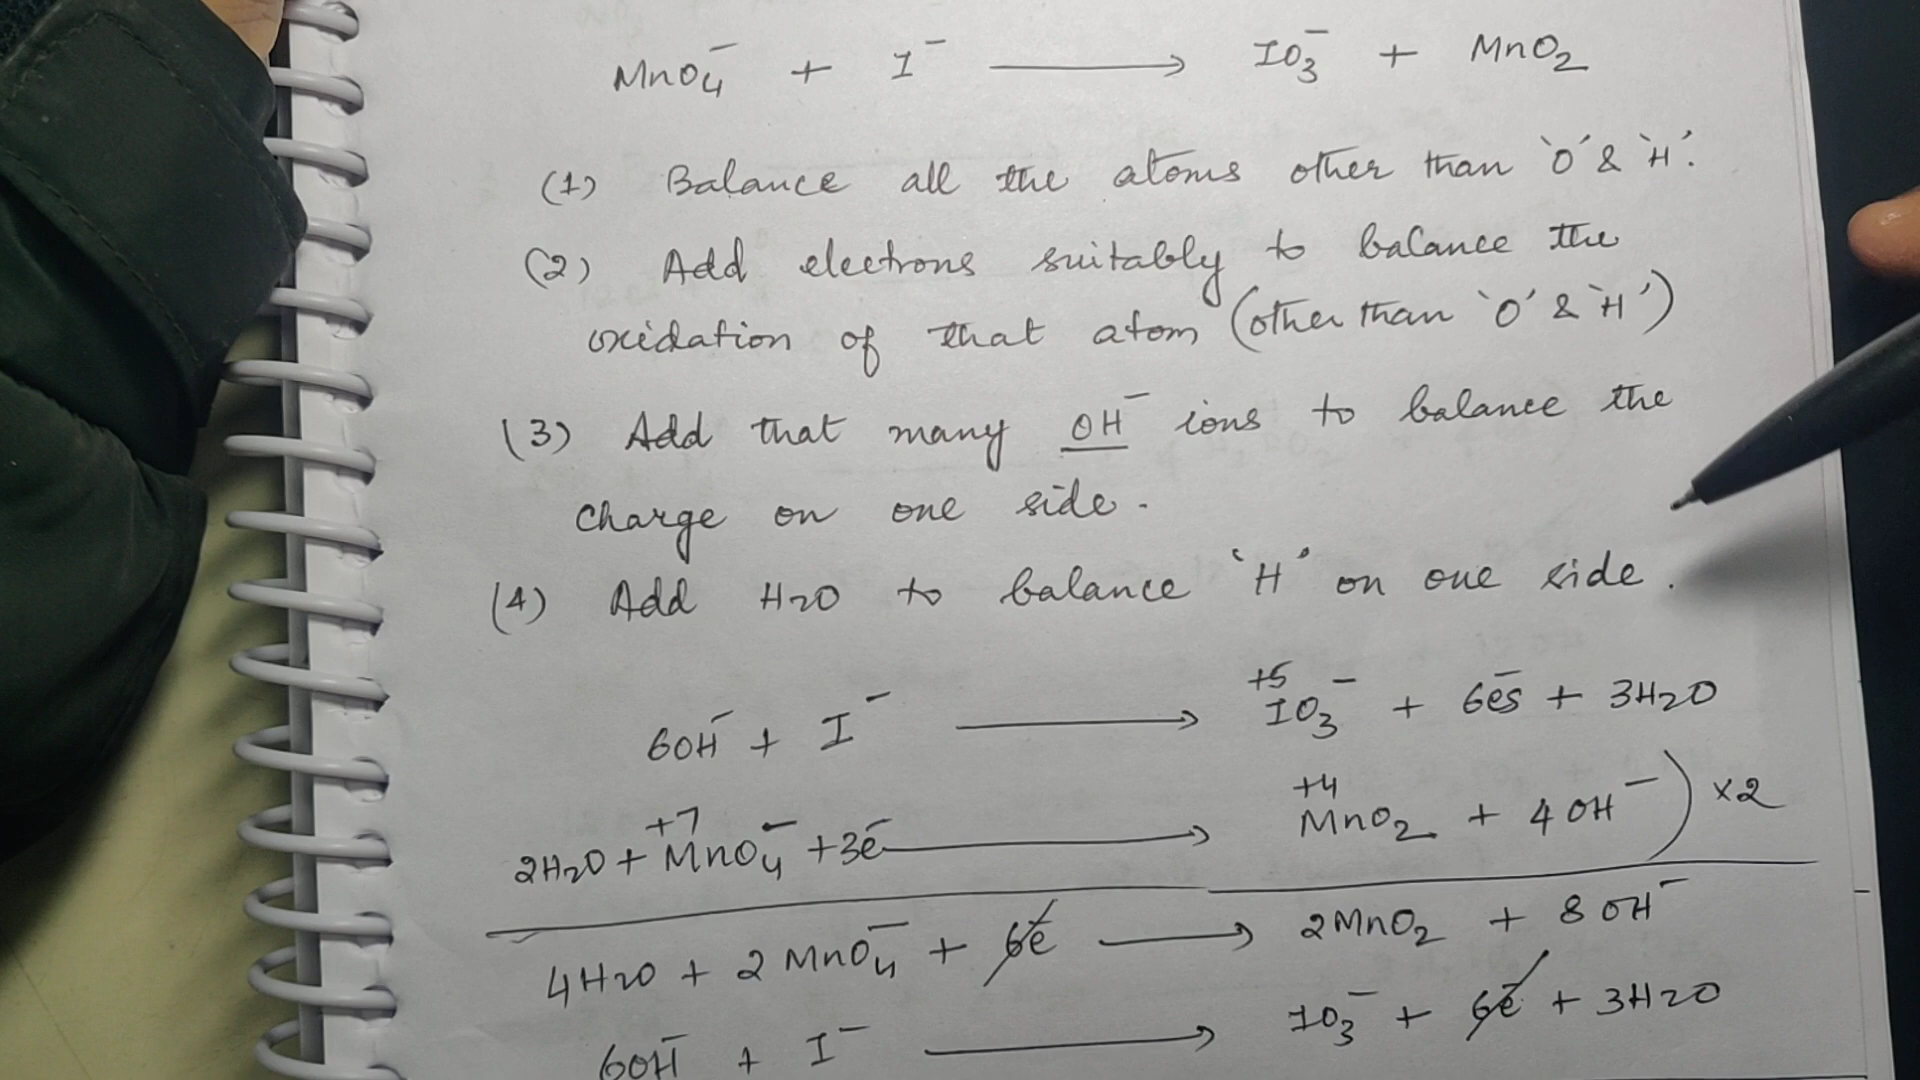 MnO₄⁻ + I⁻ ⟶ IO₃⁻ + MnO₂
(1) Balance all the atoms other than 'O' & 'H'.
(2) Add electrons suitably to balance the
oxidation of that atom (other than 'O' & 'H')
(3) Add that many OH⁻ ions to balance the
charge on one side.
(4) Add H₂O to balance 'H' on one side.
+5
6OH⁻ + I⁻ ⟶ IO₃⁻ + 6e⁻s + 3H₂O
+7 +4
2H₂O + MnO₄⁻ + 3e⁻ ⟶ MnO₂ + 4OH⁻) ×2
4H₂O + 2MnO₄⁻ + 6e⁻ ⟶ 2MnO₂ + 8OH⁻
6OH⁻ + I⁻ ⟶ IO₃⁻ + 6e⁻ + 3H₂O